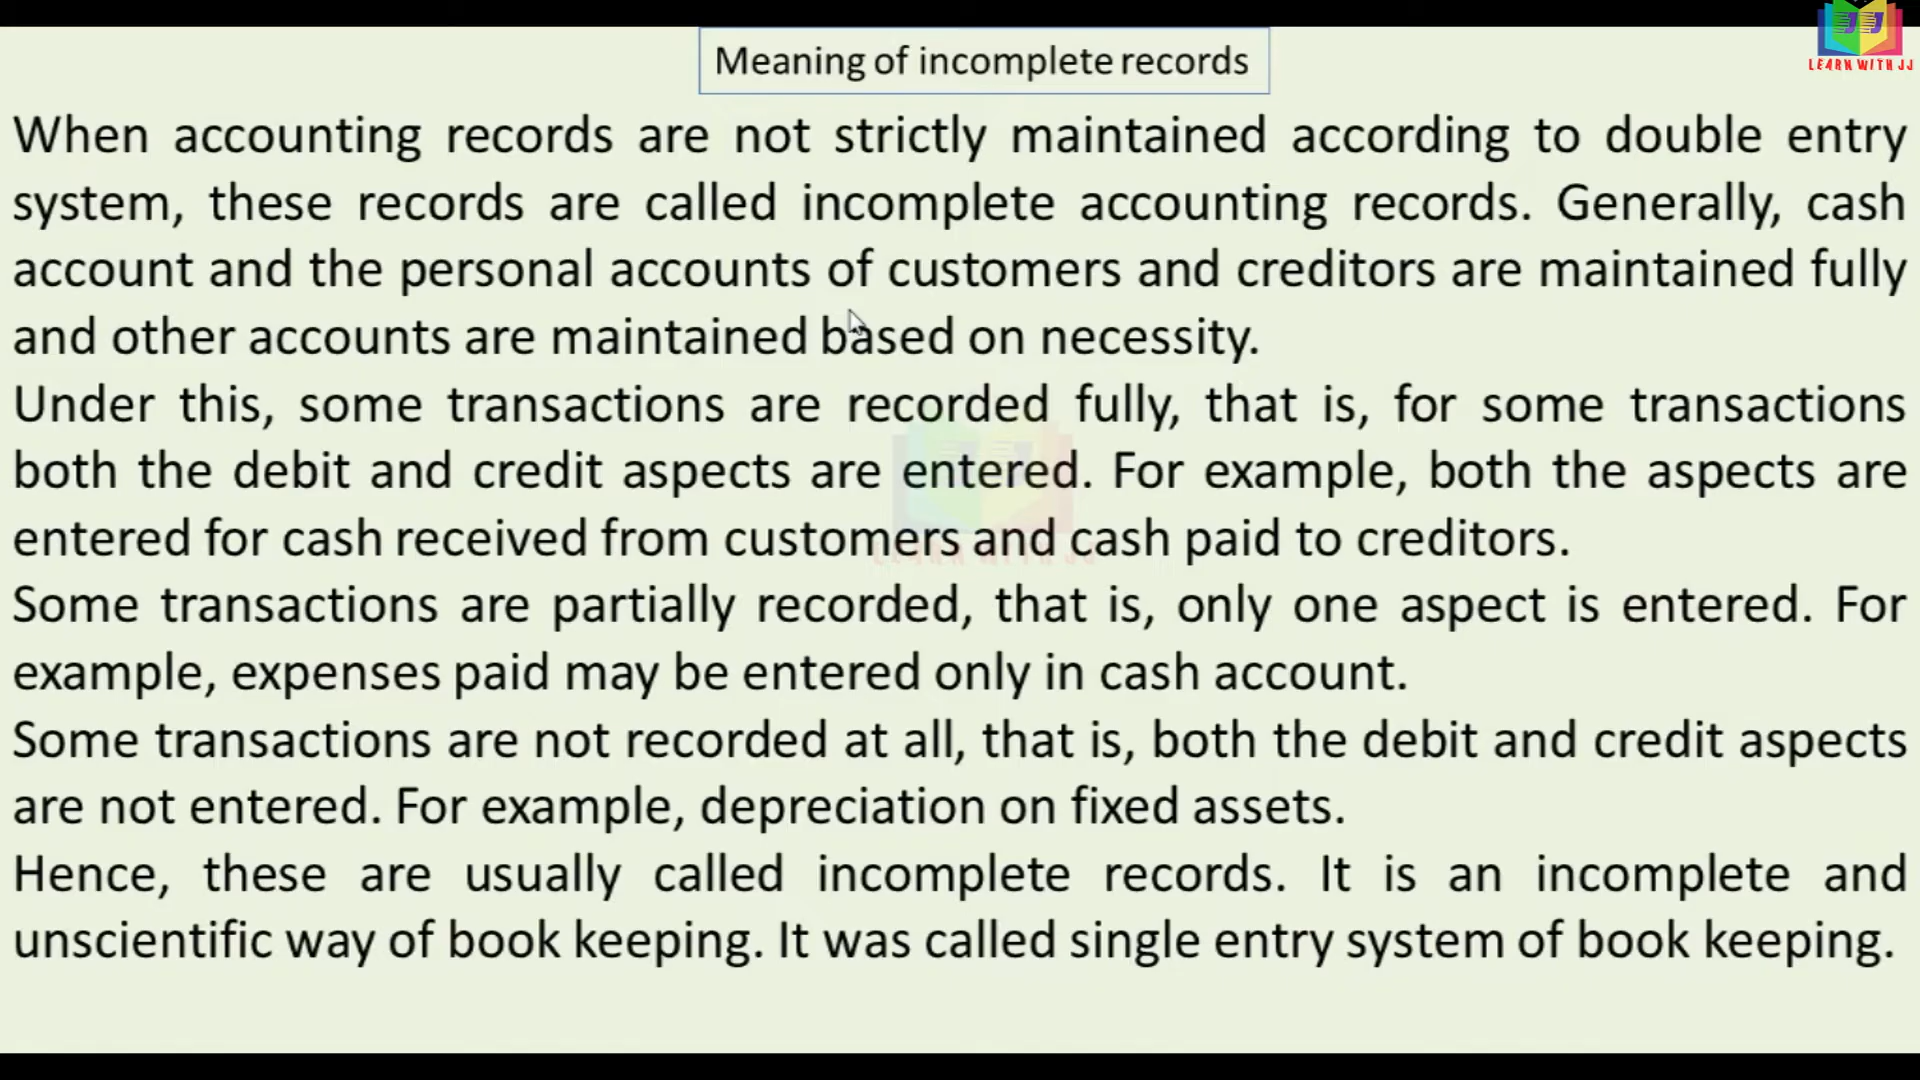 LEARN WITH JJ
Meaning of incomplete records
When accounting records are not strictly maintained according to double entry
system, these records are called incomplete accounting records. Generally, cash
account and the personal accounts of customers and creditors are maintained fully
and other accounts are maintained based on necessity.
Under this, some transactions are recorded fully, that is, for some transactions
both the debit and credit aspects are entered. For example, both the aspects are
entered for cash received from customers and cash paid to creditors.
Some transactions are partially recorded, that is, only one aspect is entered. For
example, expenses paid may be entered only in cash account.
Some transactions are not recorded at all, that is, both the debit and credit aspects
are not entered. For example, depreciation on fixed assets.
Hence, these are usually called incomplete records. It is an incomplete and
unscientific way of book keeping. It was called single entry system of book keeping.
LEARN WITH JJ